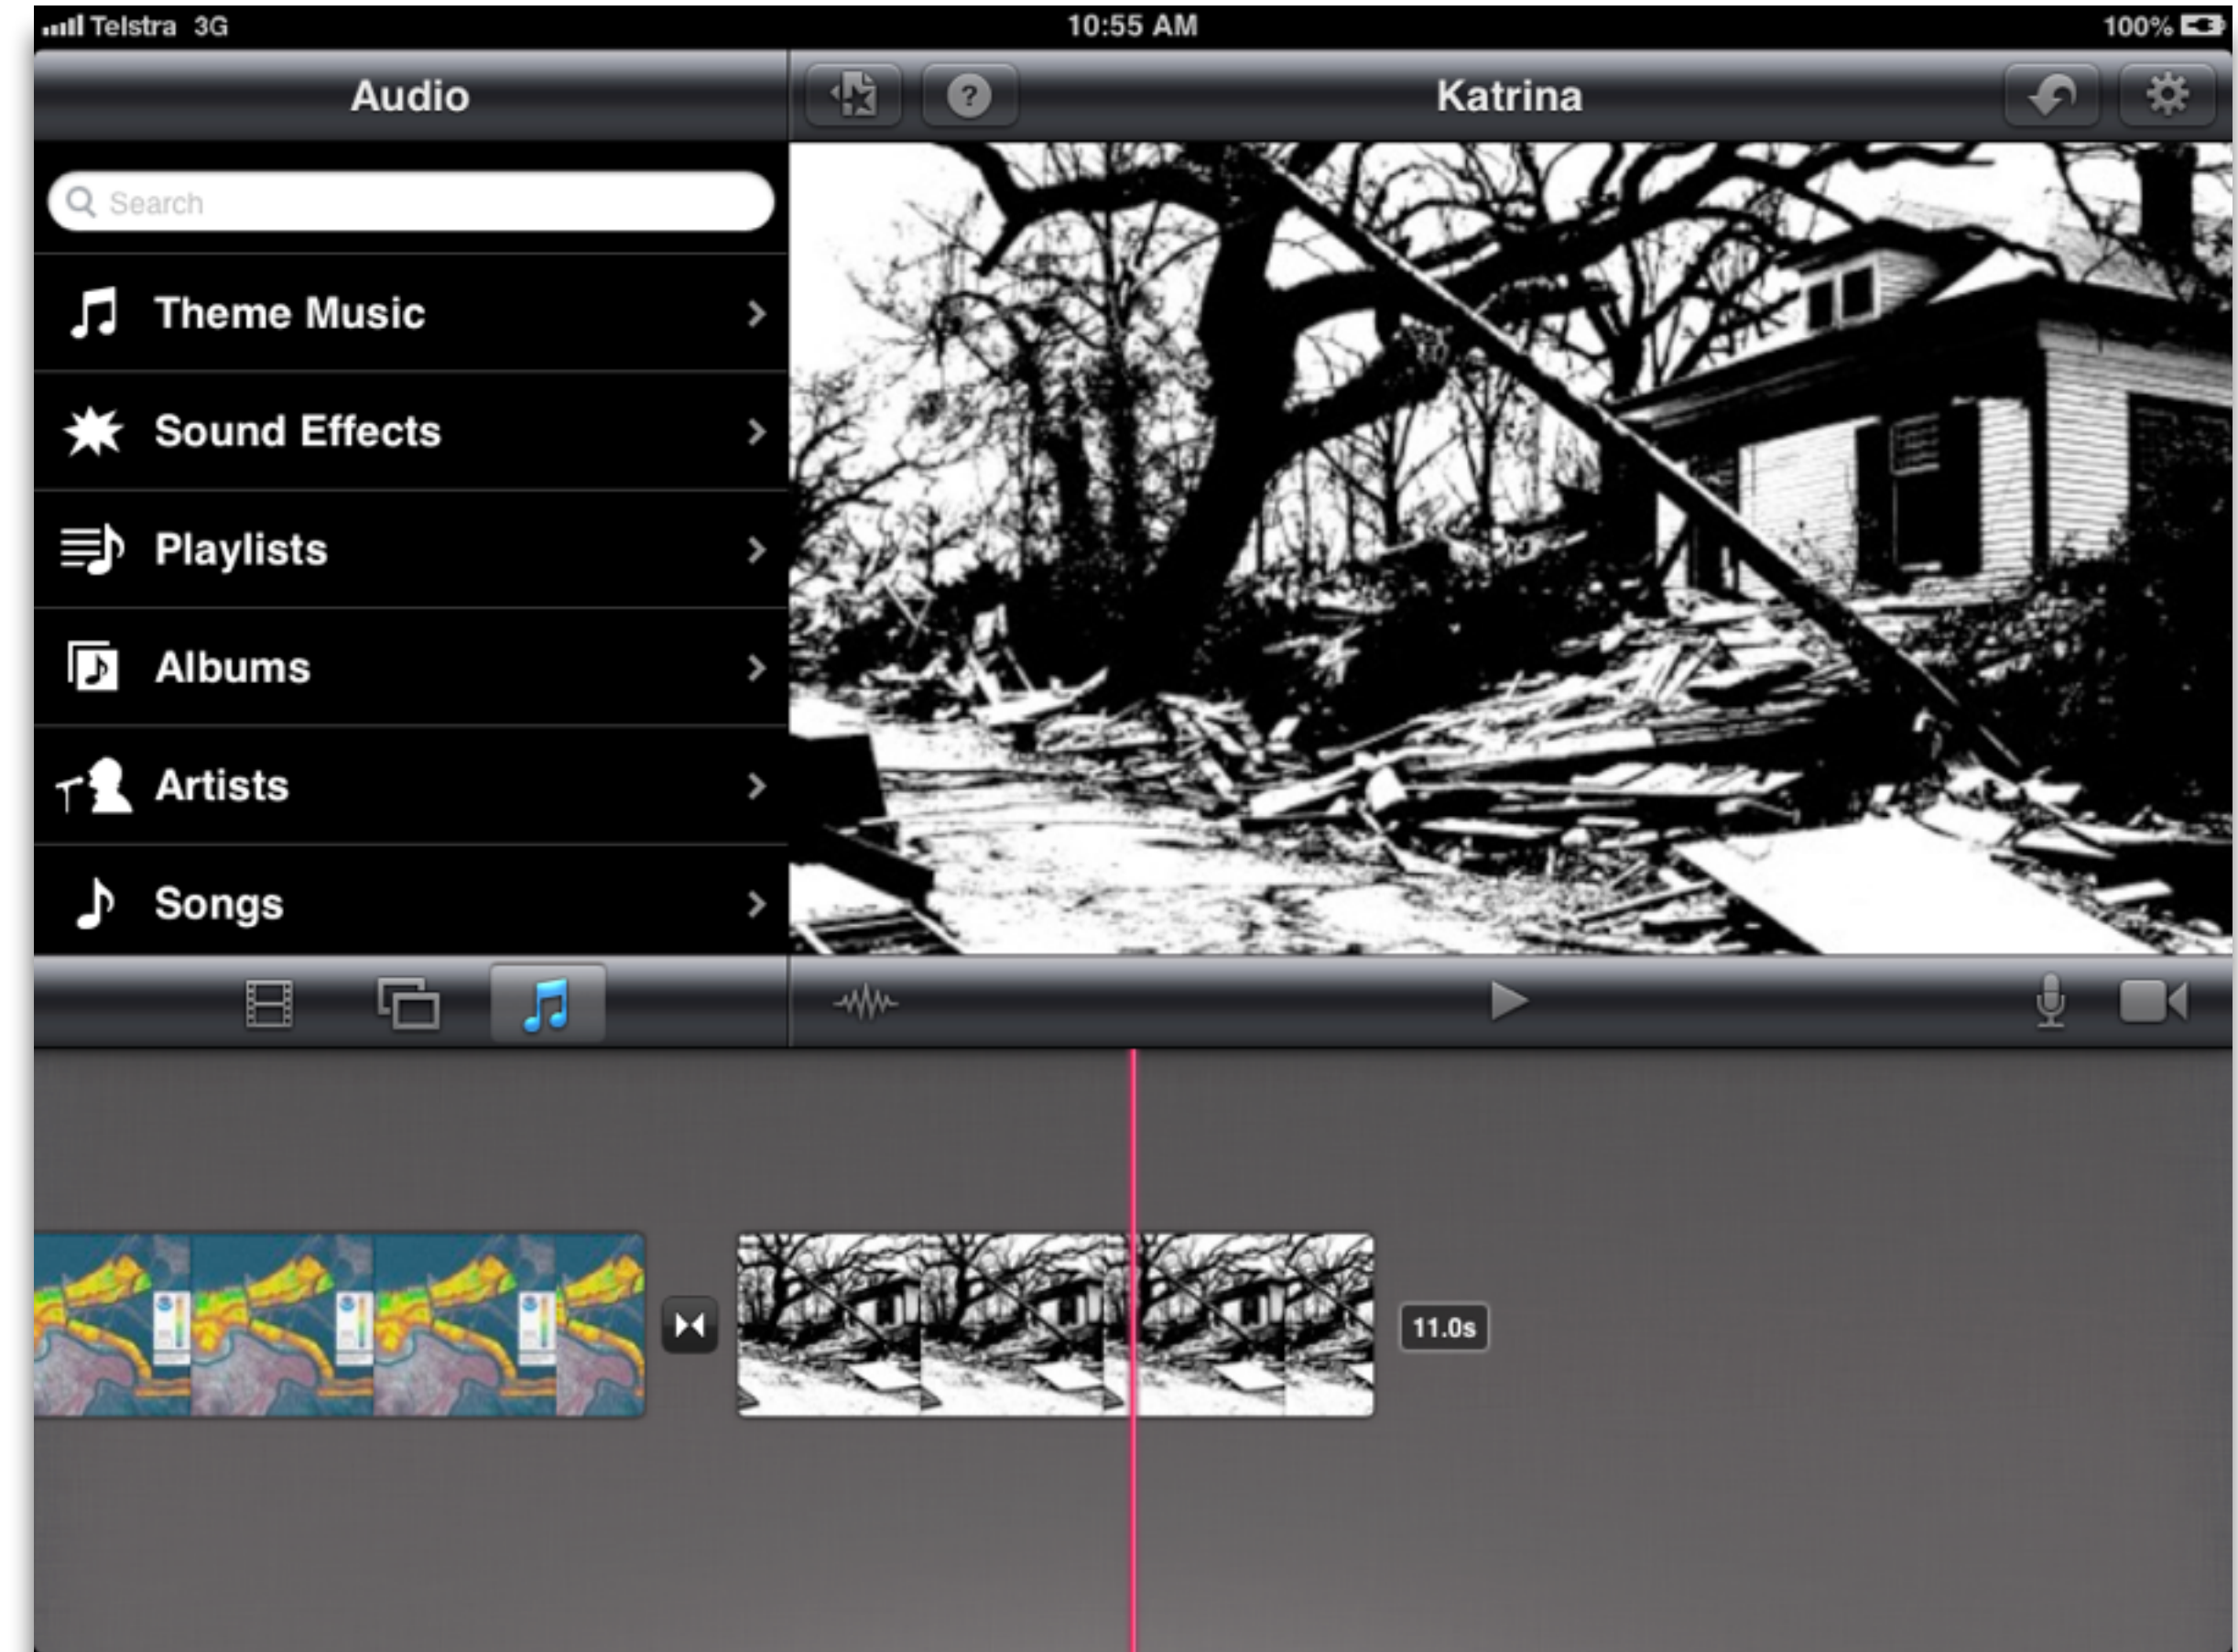 Telstra 3G
10:55 AM
100%
Audio
?
Katrina
Search
Theme Music
Sound Effects
Playlists
Albums
Artists
Songs
11.0s